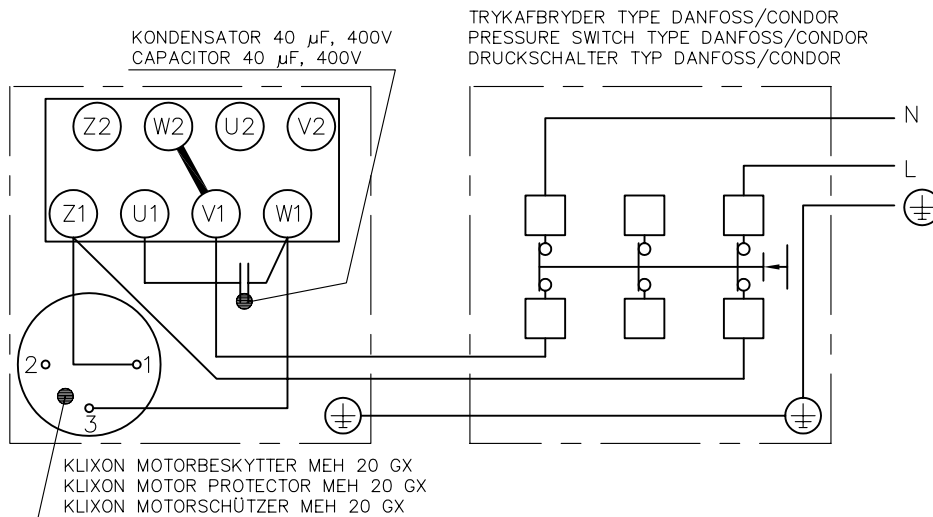 KONDENSATOR 40 µF, 400V
CAPACITOR 40 µF, 400V
TRYKAFBRYDER TYPE DANFOSS/CONDOR
PRESSURE SWITCH TYPE DANFOSS/CONDOR
DRUCKSCHALTER TYP DANFOSS/CONDOR
Z2 W2 U2 V2
N
L
Z1 U1 V1 W1
2 1
3
KLIXON MOTORBESKYTTER MEH 20 GX
KLIXON MOTOR PROTECTOR MEH 20 GX
KLIXON MOTORSCHÜTZER MEH 20 GX